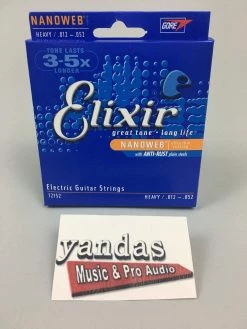 NANOWEB
HEAVY / .012 - .052
GORE
TONE LASTS
3-5x
LONGER
Elixir
great tone · long life
NANOWEB
with ANTI-RUST plain steels
Electric Guitar Strings
12152
HEAVY / .012 - .052
yandas
Music & Pro Audio